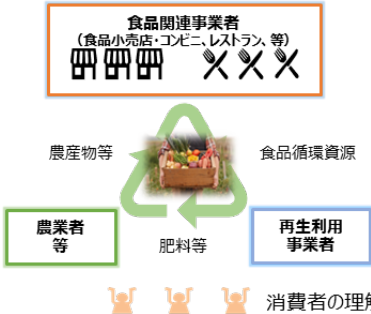 食品関連事業者
（食品小売店・コンビニ、レストラン、等）
農産物等
食品循環資源
農業者
等
肥料等
再生利用
事業者
消費者の理解